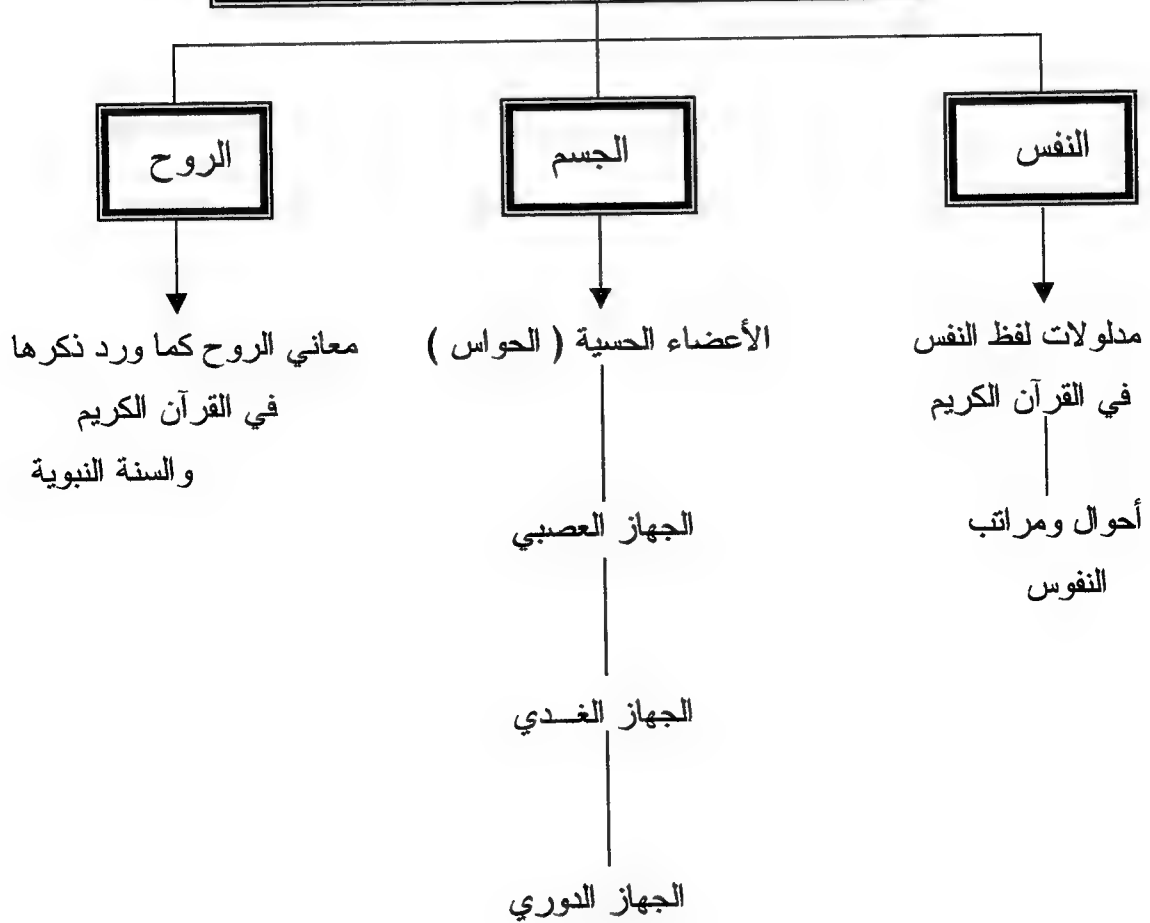 النفس
الجسم
الروح
مدلولات لفظ النفس
في القرآن الكريم
أحوال ومراتب
النفوس
الأعضاء الحسية ( الحواس )
الجهاز العصبي
الجهاز الغـــدي
الجهاز الدوري
معاني الروح كما ورد ذكرها
في القرآن الكريم
والسنة النبوية